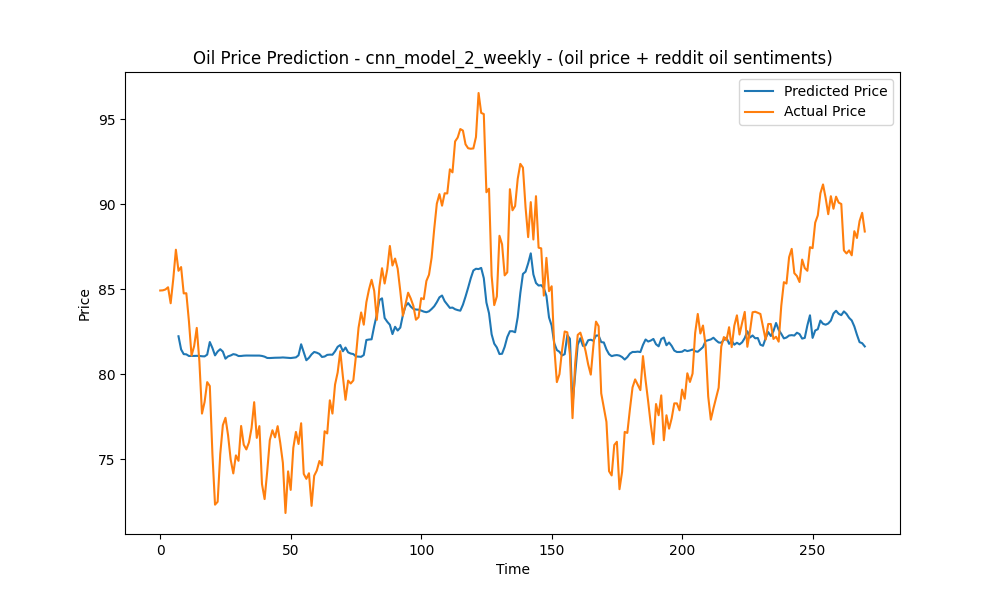 Oil Price Prediction - cnn_model_2_weekly - (oil price + reddit oil sentiments)
Predicted Price
Actual Price
95
90
85
80
75
Price
0
50
100
150
200
250
Time